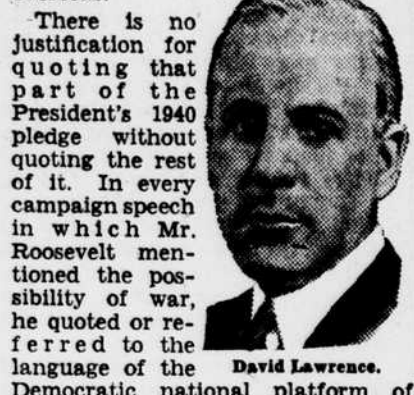 There is no
justification for
quoting that
part of the
President's 1940
pledge without
quoting the rest
of it. In every
campaign speech
in which Mr.
Roosevelt men-
tioned the pos-
sibility of war,
he quoted or re-
ferred to the
language of the
David Lawrence.
Democratic national platform of